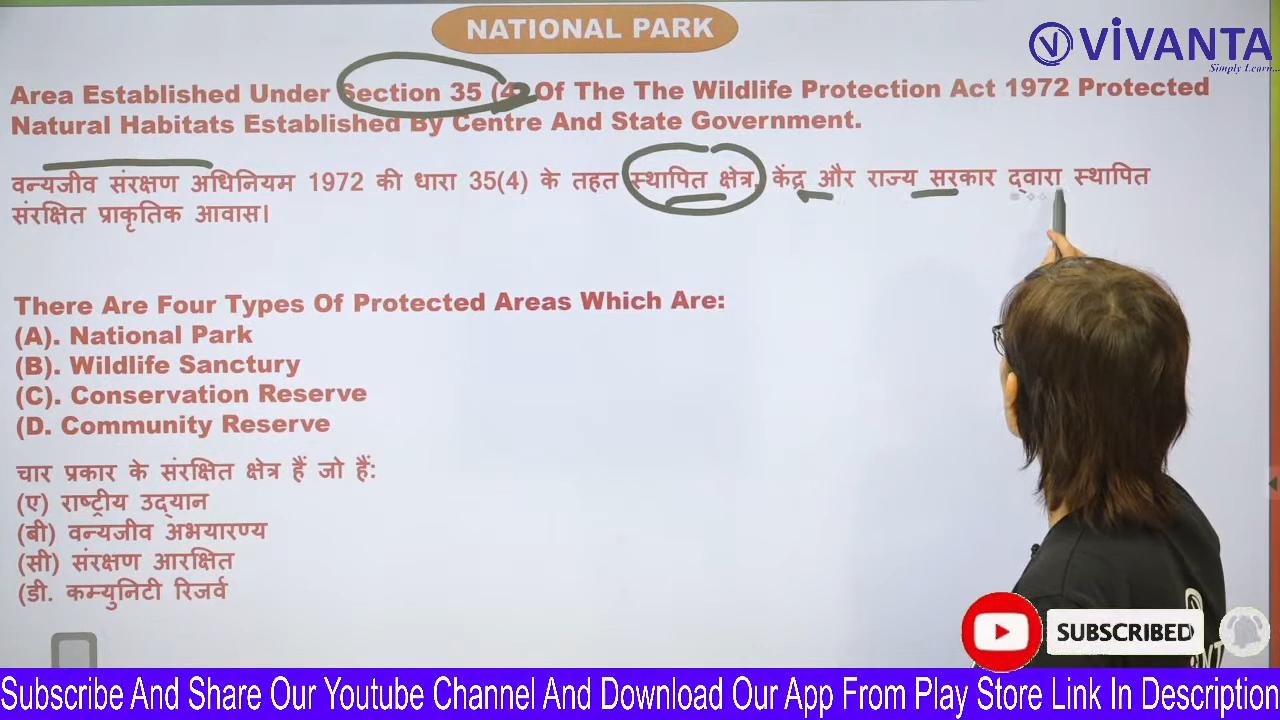 NATIONAL PARK
ViVANTA
Simply Learn...
Area Established Under Section 35 (4) Of The The Wildlife Protection Act 1972 Protected
Natural Habitats Established By Centre And State Government.
वन्यजीव संरक्षण अधिनियम 1972 की धारा 35(4) के तहत स्थापित क्षेत्र, केंद्र और राज्य सरकार द्वारा स्थापित
संरक्षित प्राकृतिक आवास।
There Are Four Types Of Protected Areas Which Are:
(A). National Park
(B). Wildlife Sanctury
(C). Conservation Reserve
(D. Community Reserve
चार प्रकार के संरक्षित क्षेत्र हैं जो हैं:
(ए) राष्ट्रीय उद्यान
(बी) वन्यजीव अभयारण्य
(सी) संरक्षण आरक्षित
(डी. कम्युनिटी रिजर्व
SUBSCRIBED
Subscribe And Share Our Youtube Channel And Download Our App From Play Store Link In Description